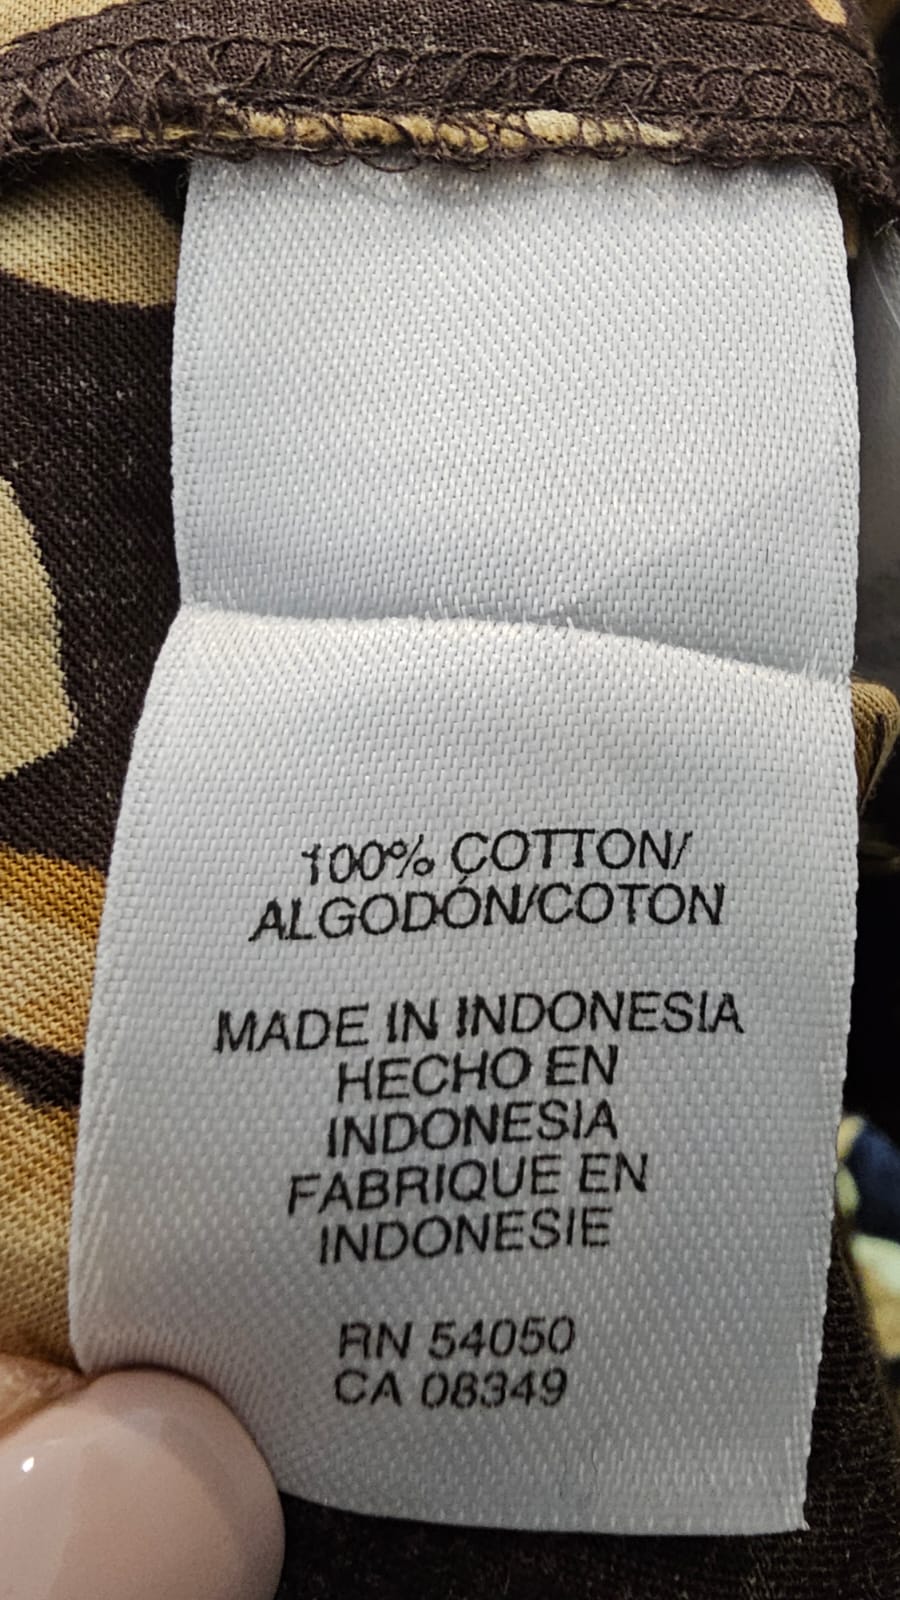 100% COTTON/
ALGODÓN/COTON
MADE IN INDONESIA
HECHO EN
INDONESIA
FABRIQUE EN
INDONESIE
RN 54050
CA 08349